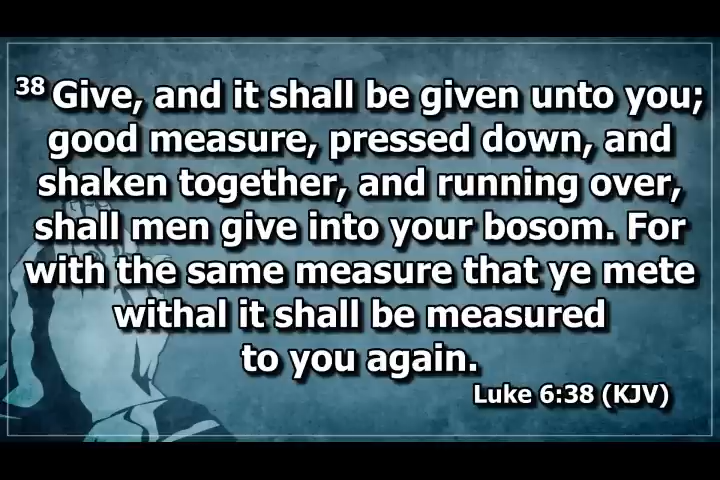 38 Give, and it shall be given unto you;
good measure, pressed down, and
shaken together, and running over,
shall men give into your bosom. For
with the same measure that ye mete
withal it shall be measured
to you again.
Luke 6:38 (KJV)